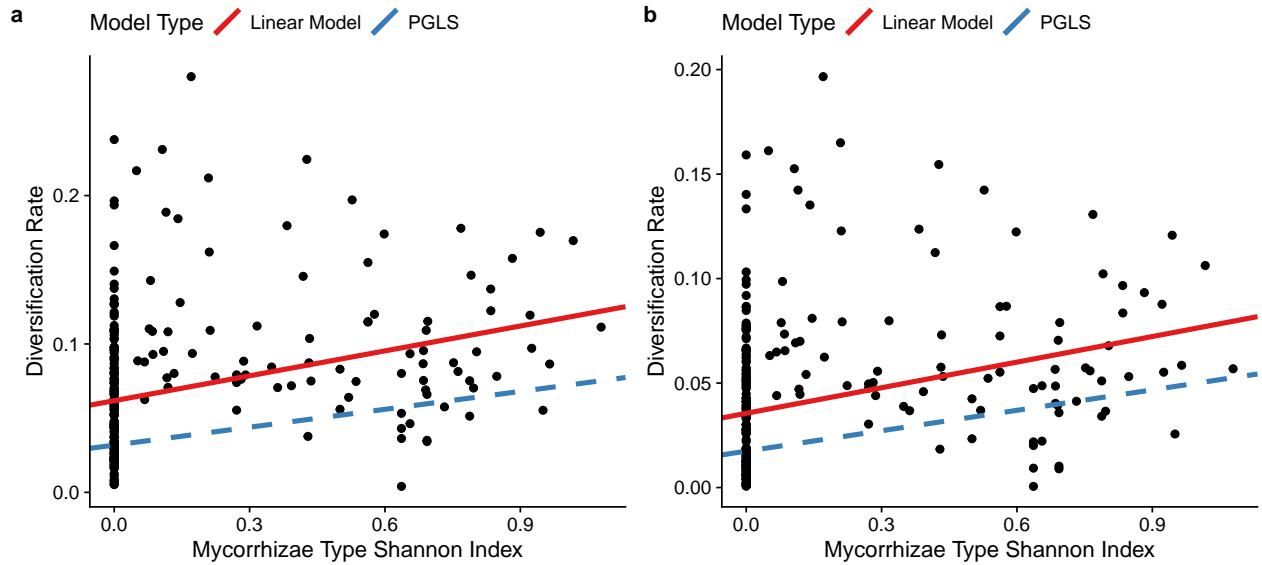 a
Model Type Linear Model PGLS
Diversification Rate
0.2
0.1
0.0
0.0 0.3 0.6 0.9
Mycorrhizae Type Shannon Index
b
Model Type Linear Model PGLS
Diversification Rate
0.20
0.15
0.10
0.05
0.00
0.0 0.3 0.6 0.9
Mycorrhizae Type Shannon Index